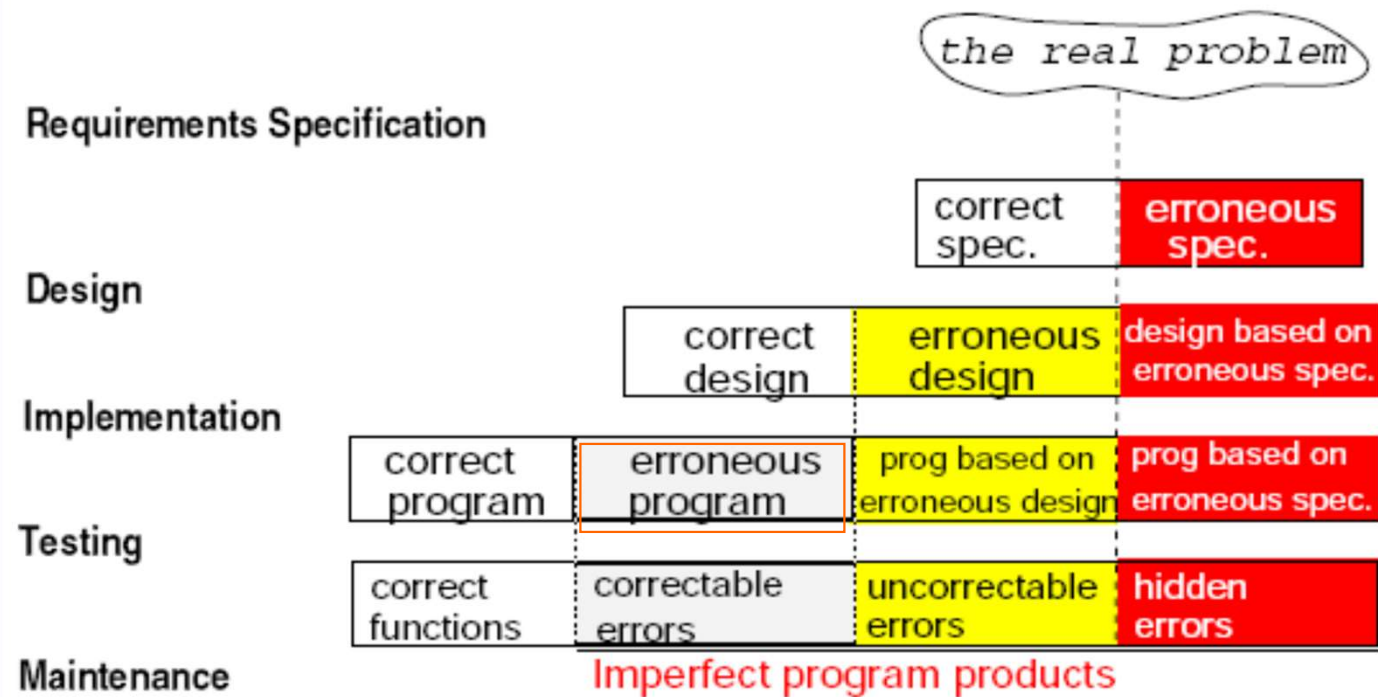 the real problem
Requirements Specification
correct erroneous
spec. spec.
Design
correct erroneous design based on
design design erroneous spec.
Implementation
correct erroneous prog based on prog based on
program program erroneous design erroneous spec.
Testing
correct correctable uncorrectable hidden
functions errors errors errors
Maintenance Imperfect program products